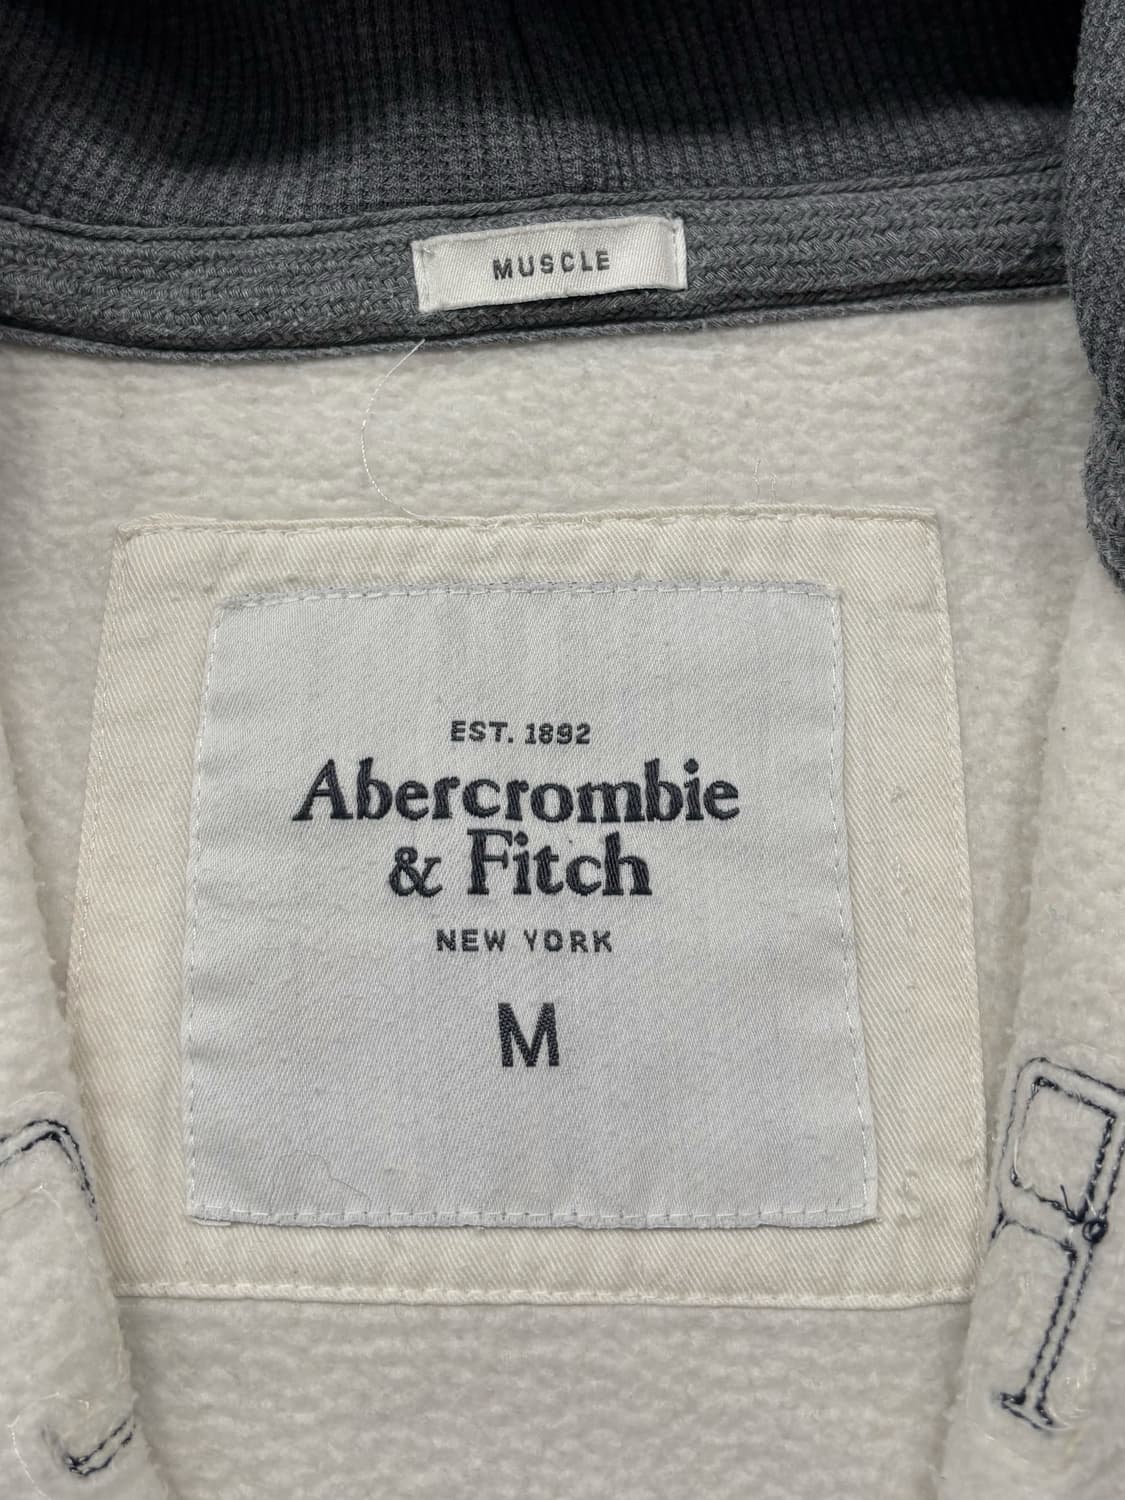 MUSCLE
EST. 1892
Abercrombie
& Fitch
NEW YORK
M